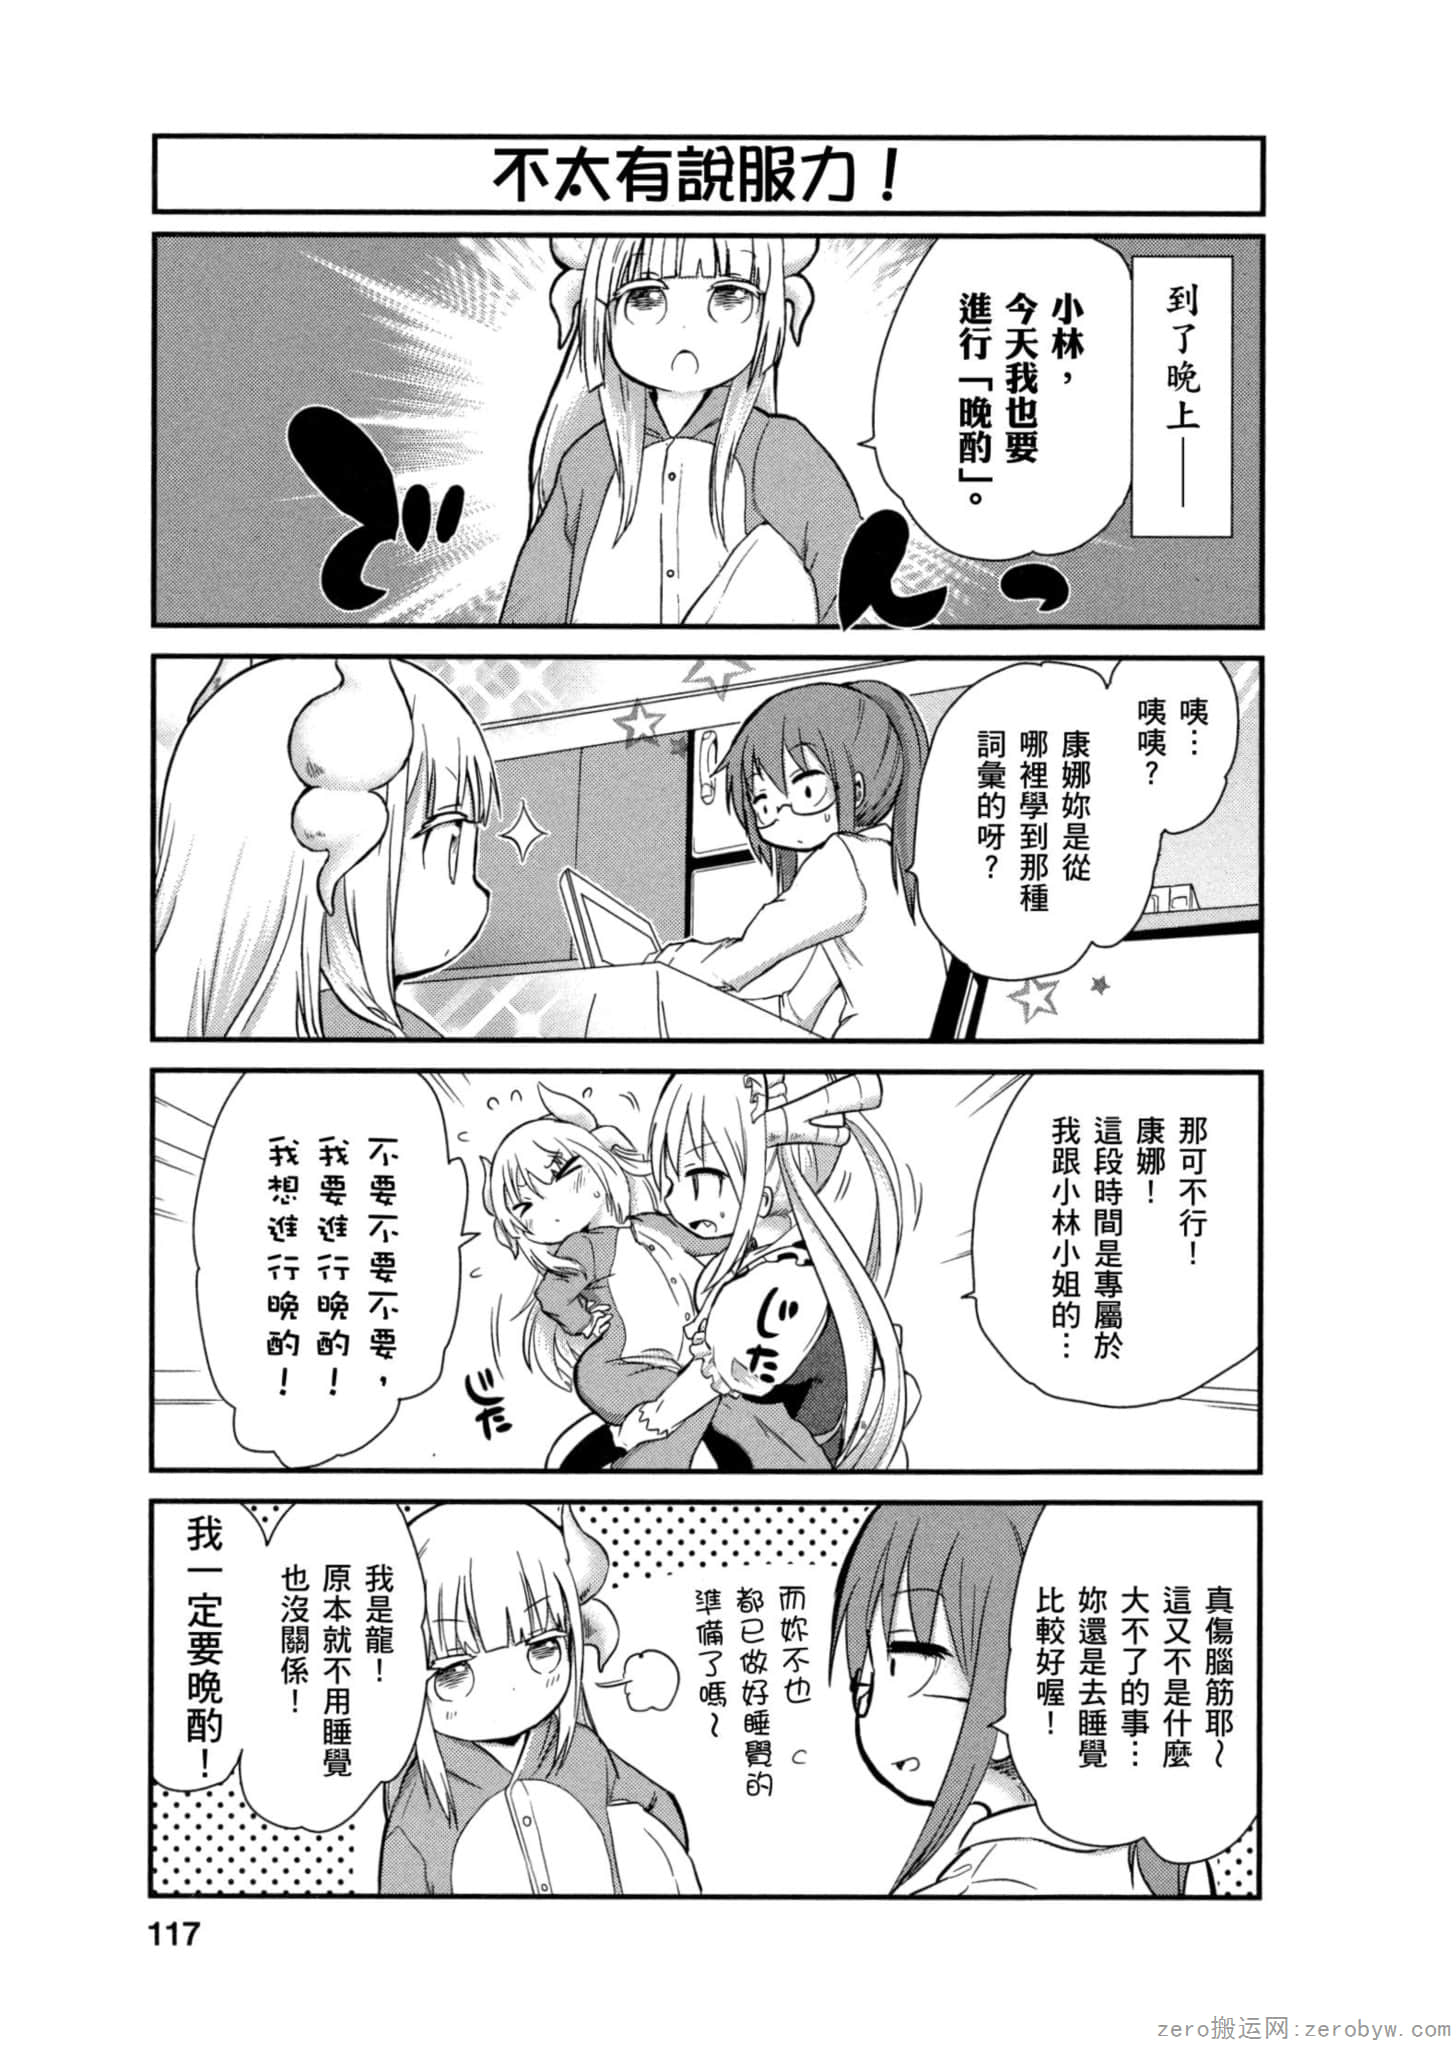 不太有說服力！
到了晚上——
小林，
今天我也要
進行「晚酌」。
どんっ
咦…
咦咦？
康娜妳是從
哪裡學到那種
詞彙的呀？
那可不行！
康娜！
這段時間是專屬於
我跟小林小姐的…
じた
じた
不要不要不要，
我要進行晚酌！
我想進行晚酌！
真傷腦筋耶～
這又不是什麼
大不了的事…
妳還是去睡覺
比較好喔！
而妳不也
都已做好睡覺的
準備了嗎～
我是龍！
原本就不用睡覺
也沒關係！
我一定要晚酌！
117
zero搬运网:zerobyw.com